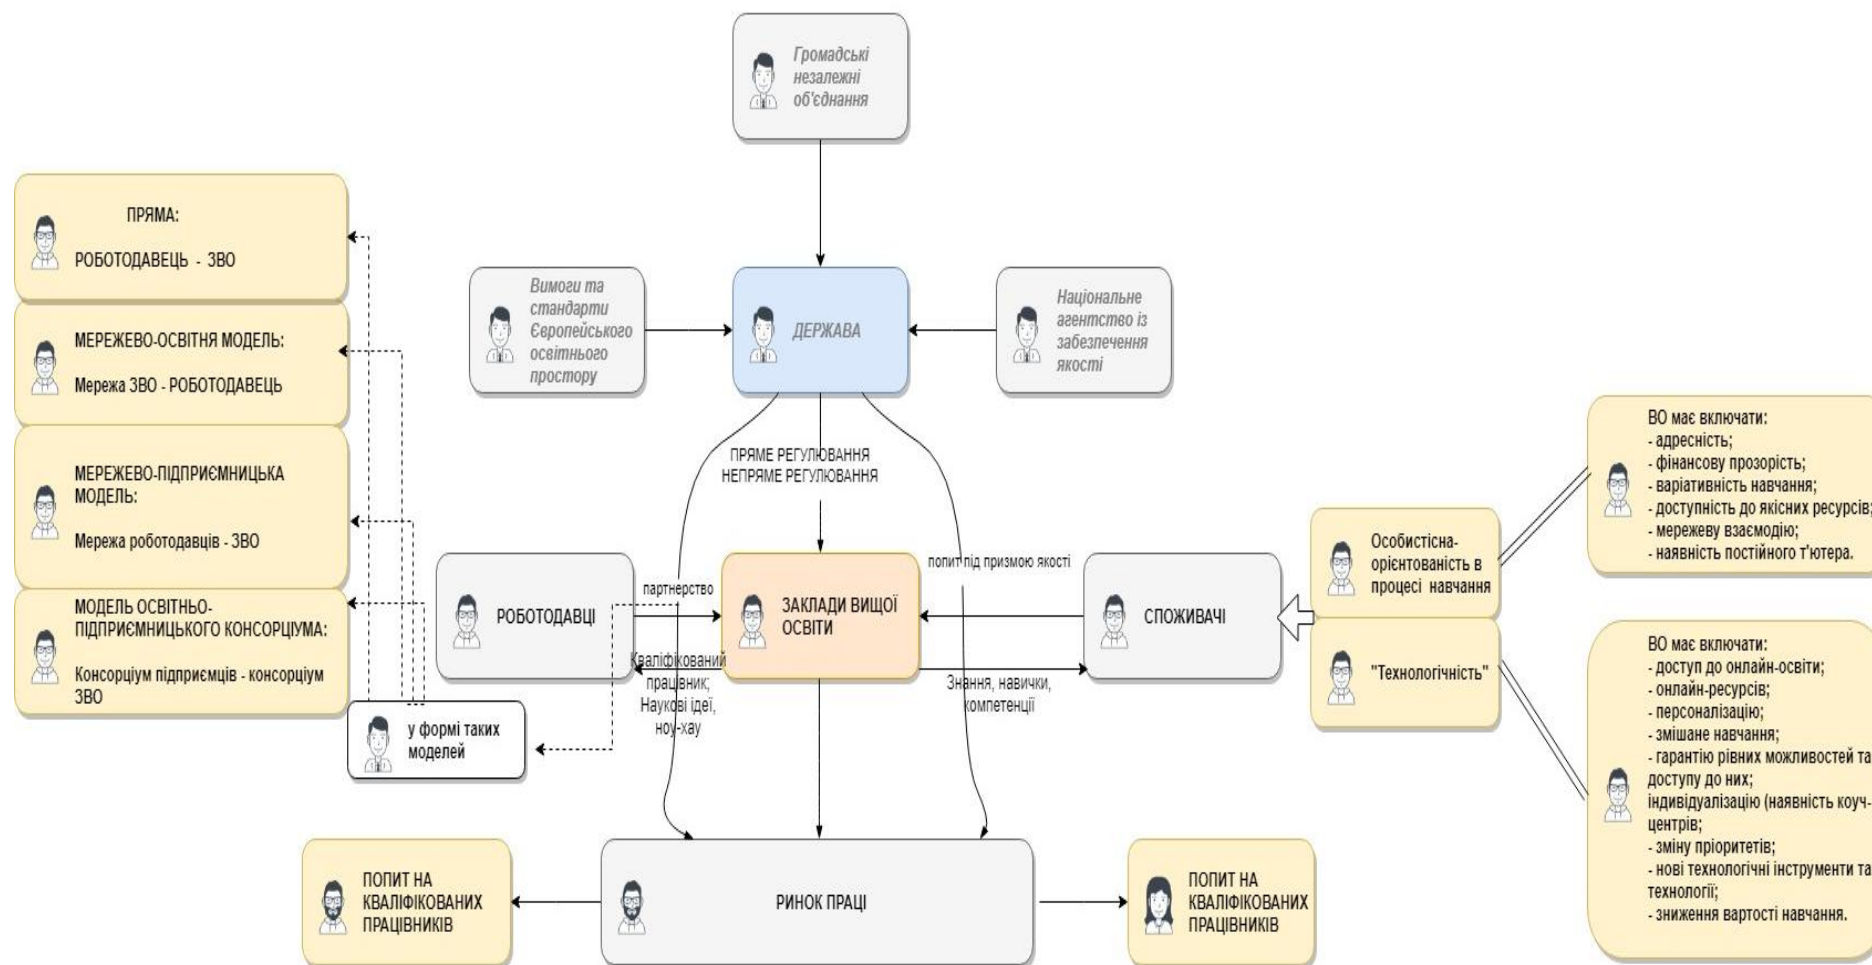 Громадські
незалежні
об'єднання
ПРЯМА:
РОБОТОДАВЕЦЬ - ЗВО
МЕРЕЖЕВО-ОСВІТНЯ МОДЕЛЬ:
Мережа ЗВО - РОБОТОДАВЕЦЬ
МЕРЕЖЕВО-ПІДПРИЄМНИЦЬКА
МОДЕЛЬ:
Мережа роботодавців - ЗВО
МОДЕЛЬ ОСВІТНЬО-
ПІДПРИЄМНИЦЬКОГО КОНСОРЦІУМА:
Консорціум підприємців - консорціум
ЗВО
у формі таких
моделей
Вимоги та
стандарти
Європейського
освітнього
простору
ДЕРЖАВА
Національне
агентство із
забезпечення
якості
ПРЯМЕ РЕГУЛЮВАННЯ
НЕПРЯМЕ РЕГУЛЮВАННЯ
РОБОТОДАВЦІ
партнерство
ЗАКЛАДИ ВИЩОЇ
ОСВІТИ
попит під призмою якості
СПОЖИВАЧІ
Кваліфікований
працівник;
Наукові ідеї,
ноу-хау
Знання, навички,
компетенції
Особистісна-
орієнтованість в
процесі навчання
"Технологічність"
ВО має включати:
- адресність;
- фінансову прозорість;
- варіативність навчання;
- доступність до якісних ресурсів;
- мережеву взаємодію;
- наявність постійного т'ютера.
ВО має включати:
- доступ до онлайн-освіти;
- онлайн-ресурсів;
- персоналізацію;
- змішане навчання;
- гарантію рівних можливостей та
доступу до них;
індивідуалізацію (наявність коуч-
центрів;
- зміну пріоритетів;
- нові технологічні інструменти та
технології;
- зниження вартості навчання.
ПОПИТ НА
КВАЛІФІКОВАНИХ
ПРАЦІВНИКІВ
РИНОК ПРАЦІ
ПОПИТ НА
КВАЛІФІКОВАНИХ
ПРАЦІВНИКІВ